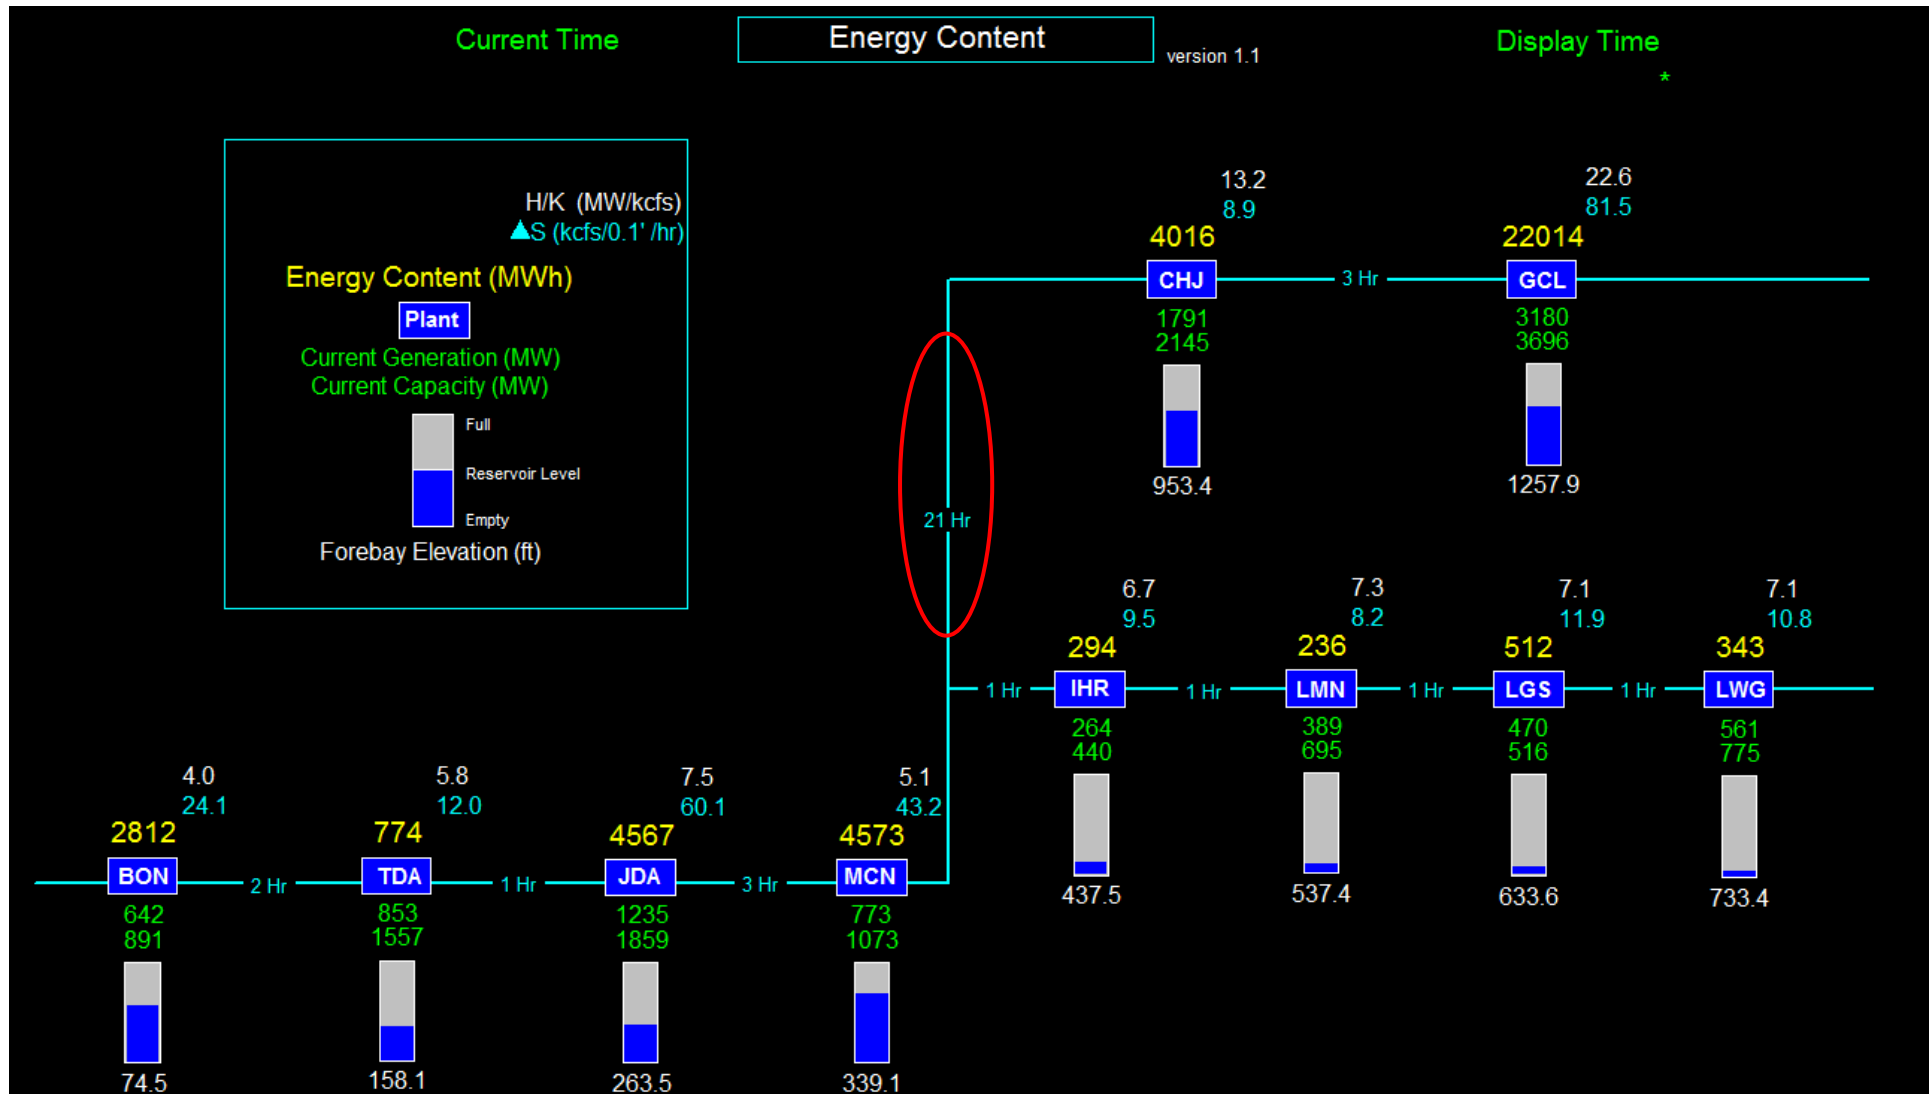 Current Time
Energy Content
version 1.1
Display Time
*
H/K (MW/kcfs)
▲S (kcfs/0.1' /hr)
Energy Content (MWh)
Plant
Current Generation (MW)
Current Capacity (MW)
Full
Reservoir Level
Empty
Forebay Elevation (ft)
13.2
8.9
4016
CHJ
1791
2145
953.4
3 Hr
22.6
81.5
22014
GCL
3180
3696
1257.9
21 Hr
1 Hr
6.7
9.5
294
IHR
264
440
437.5
1 Hr
7.3
8.2
236
LMN
389
695
537.4
1 Hr
7.1
11.9
512
LGS
470
516
633.6
1 Hr
7.1
10.8
343
LWG
561
775
733.4
4.0
24.1
2812
BON
642
891
74.5
2 Hr
5.8
12.0
774
TDA
853
1557
158.1
1 Hr
7.5
60.1
4567
JDA
1235
1859
263.5
3 Hr
5.1
43.2
4573
MCN
773
1073
339.1